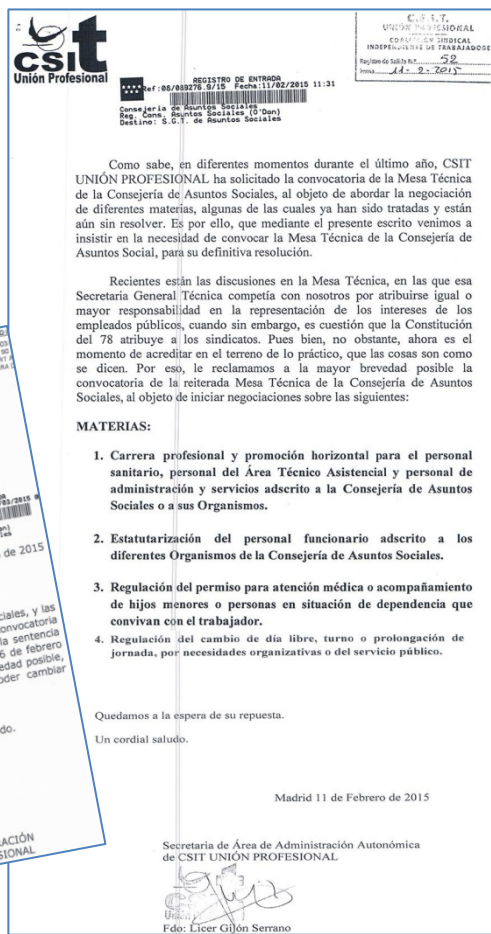 csit
Unión Profesional
C.S.I.T.
UNIÓN PROFESIONAL
COALICIÓN SINDICAL
INDEPENDIENTE DE TRABAJADORES
Registro de Salida N.º 52
11-2-2015
REGISTRO DE ENTRADA
Ref:08/089276.9/15 Fecha:11/02/2015 11:31
Consejería de Asuntos Sociales
Reg. Cons. Asuntos Sociales (O'Don)
Destino: S.G.T. de Asuntos Sociales
Como sabe, en diferentes momentos durante el último año, CSIT
UNIÓN PROFESIONAL ha solicitado la convocatoria de la Mesa Técnica
de la Consejería de Asuntos Sociales, al objeto de abordar la negociación
de diferentes materias, algunas de las cuales ya han sido tratadas y están
aún sin resolver. Es por ello, que mediante el presente escrito venimos a
insistir en la necesidad de convocar la Mesa Técnica de la Consejería de
Asuntos Social, para su definitiva resolución.
Recientes están las discusiones en la Mesa Técnica, en las que esa
Secretaria General Técnica competía con nosotros por atribuirse igual o
mayor responsabilidad en la representación de los intereses de los
empleados públicos, cuando sin embargo, es cuestión que la Constitución
del 78 atribuye a los sindicatos. Pues bien, no obstante, ahora es el
momento de acreditar en el terreno de lo práctico, que las cosas son como
se dicen. Por eso, le reclamamos a la mayor brevedad posible la
convocatoria de la reiterada Mesa Técnica de la Consejería de Asuntos
Sociales, al objeto de iniciar negociaciones sobre las siguientes:
MATERIAS:
1. Carrera profesional y promoción horizontal para el personal
sanitario, personal del Área Técnico Asistencial y personal de
administración y servicios adscrito a la Consejería de Asuntos
Sociales o a sus Organismos.
2. Estatutarización del personal funcionario adscrito a los
diferentes Organismos de la Consejería de Asuntos Sociales.
3. Regulación del permiso para atención médica o acompañamiento
de hijos menores o personas en situación de dependencia que
convivan con el trabajador.
4. Regulación del cambio de día libre, turno o prolongación de
jornada, por necesidades organizativas o del servicio público.
Quedamos a la espera de su repuesta.
Un cordial saludo.
Madrid 11 de Febrero de 2015
Secretaria de Área de Administración Autonómica
de CSIT UNIÓN PROFESIONAL
Fdo: Licer Gijón Serrano
/03/2015
de 2015
ciales, y las
onvocatoria
la sentencia
6 de febrero
edad posible,
oder cambiar
do.
RACIÓN
SIONAL